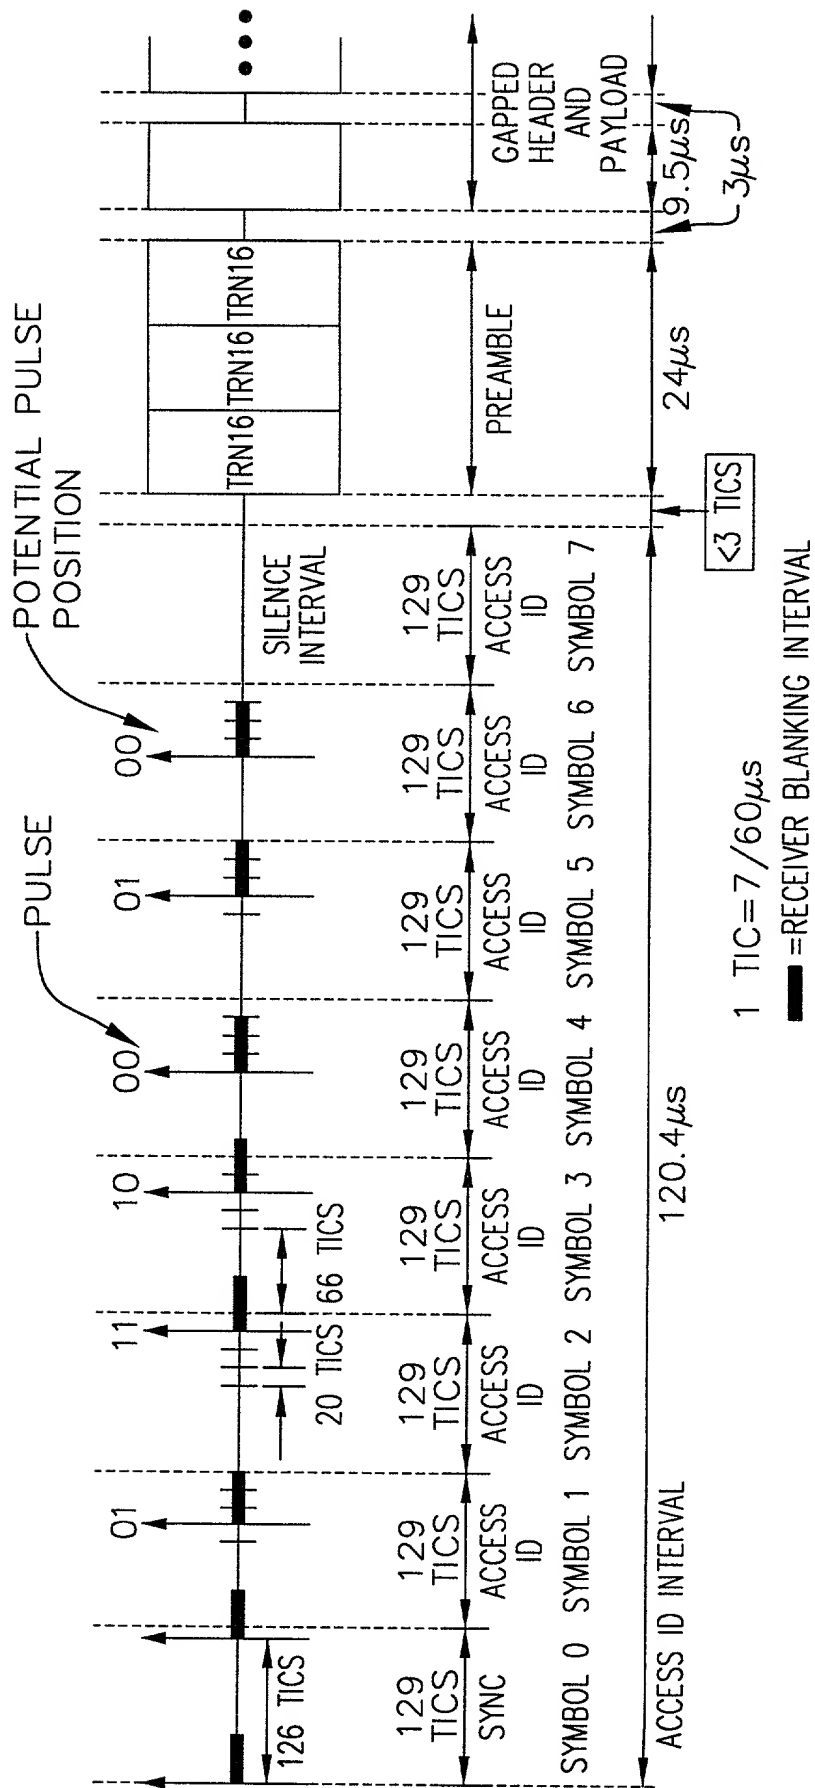 PULSE
POTENTIAL PULSE
POSITION
01
11
10
00
01
00
TRN16 TRN16 TRN16
126 TICS
20 TICS
66 TICS
SILENCE
INTERVAL
129
TICS
SYNC
129
TICS
ACCESS
ID
129
TICS
ACCESS
ID
129
TICS
ACCESS
ID
129
TICS
ACCESS
ID
129
TICS
ACCESS
ID
129
TICS
ACCESS
ID
129
TICS
ACCESS
ID
PREAMBLE
GAPPED
HEADER
AND
PAYLOAD
SYMBOL 0 SYMBOL 1 SYMBOL 2 SYMBOL 3 SYMBOL 4 SYMBOL 5 SYMBOL 6 SYMBOL 7
ACCESS ID INTERVAL
120.4µs
<3 TICS
24µs
9.5µs
3µs
1 TIC=7/60µs
=RECEIVER BLANKING INTERVAL